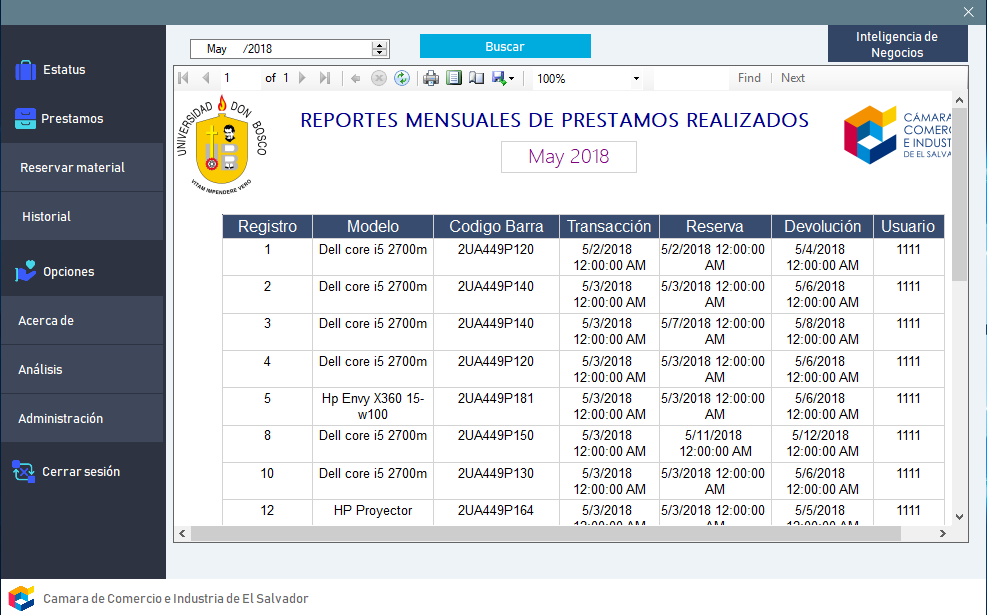 May /2018
Buscar
Inteligencia de
Negocios
Estatus
Prestamos
Reservar material
Historial
Opciones
Acerca de
Análisis
Administración
Cerrar sesión
1 of 1 100% Find | Next
UNIVERSIDAD DON BOSCO
VITAM IMPENDERE VERO
REPORTES MENSUALES DE PRESTAMOS REALIZADOS
May 2018
CÁMARA
COMERC
E INDUST
DE EL SALVA
Registro Modelo Codigo Barra Transacción Reserva Devolución Usuario
1 Dell core i5 2700m 2UA449P120 5/2/2018 5/2/2018 12:00:00 5/4/2018 1111
12:00:00 AM AM 12:00:00 AM
2 Dell core i5 2700m 2UA449P140 5/3/2018 5/3/2018 12:00:00 5/6/2018 1111
12:00:00 AM AM 12:00:00 AM
3 Dell core i5 2700m 2UA449P140 5/3/2018 5/7/2018 12:00:00 5/8/2018 1111
12:00:00 AM AM 12:00:00 AM
4 Dell core i5 2700m 2UA449P120 5/3/2018 5/3/2018 12:00:00 5/6/2018 1111
12:00:00 AM AM 12:00:00 AM
5 Hp Envy X360 15- 2UA449P181 5/3/2018 5/3/2018 12:00:00 5/6/2018 1111
w100 12:00:00 AM AM 12:00:00 AM
8 Dell core i5 2700m 2UA449P150 5/3/2018 5/11/2018 5/12/2018 1111
12:00:00 AM 12:00:00 AM 12:00:00 AM
10 Dell core i5 2700m 2UA449P130 5/3/2018 5/3/2018 12:00:00 5/6/2018 1111
12:00:00 AM AM 12:00:00 AM
12 HP Proyector 2UA449P164 5/3/2018 5/3/2018 12:00:00 5/5/2018 1111
12:00:00 AM AM 12:00:00 AM
Camara de Comercio e Industria de El Salvador